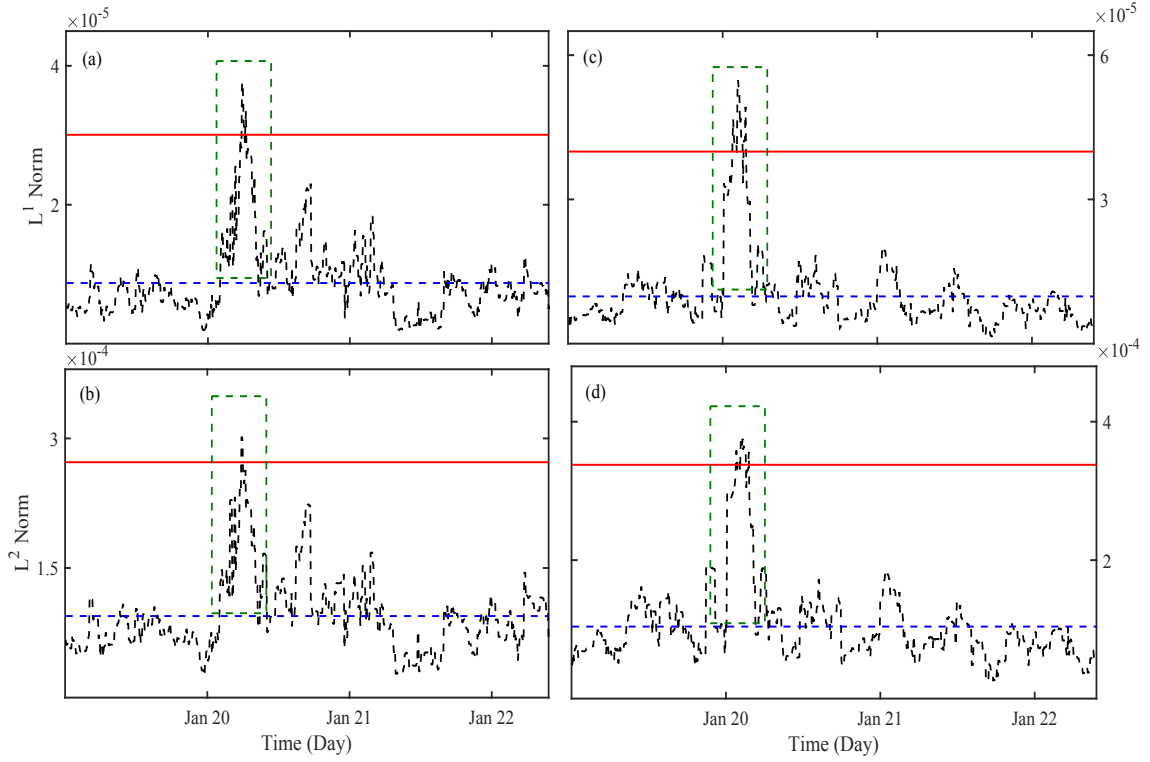 ×10^-5
(a)
4
2
L^1 Norm
(c)
×10^-5
6
3
×10^-4
(b)
3
1.5
L^2 Norm
Jan 20
Jan 21
Jan 22
Time (Day)
(d)
×10^-4
4
2
Jan 20
Jan 21
Jan 22
Time (Day)